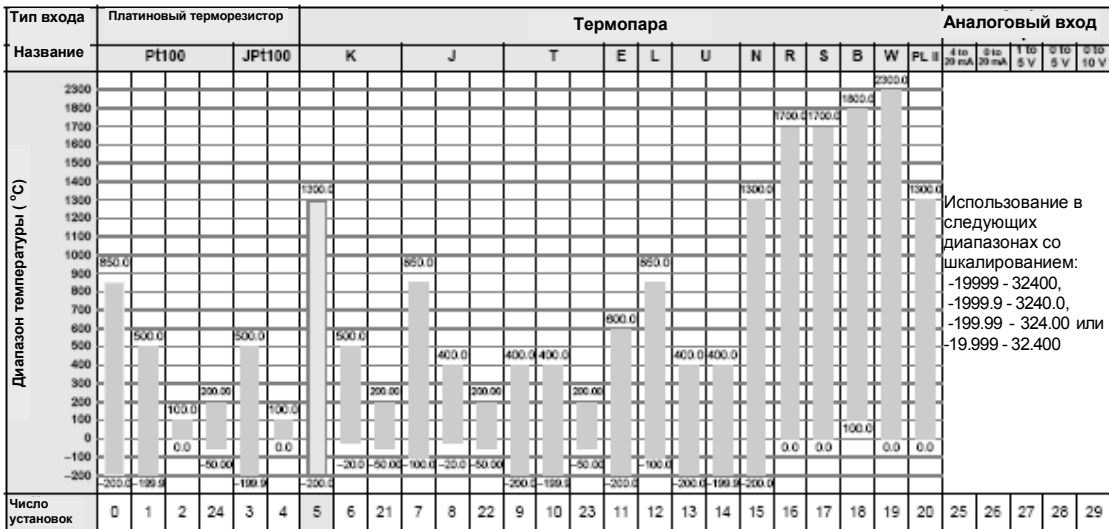 Тип входа Платиновый терморезистор Термопара Аналоговый вход
Название Pt100 JPt100 K J T E L U N R S B W PL II 4 to 20 mA 0 to 20 mA 1 to 5 V 0 to 5 V 0 to 10 V
Диапазон температуры ( °C)
2300 2300.0
1800 1800.0
1700 1700.0 1700.0
1600
1500
1400
1300 1300.0 1300.0 1300.0
1200
1100
1000
900 850.0 850.0 850.0
800
700
600 600.0
500 500.0 500.0 500.0
400 400.0 400.0 400.0 400.0 400.0
300
200 200.00 200.00 200.00 200.00
100 100.0 100.0 100.0
0 0.0 0.0 0.0 0.0 0.0 0.0
-100 -50.00 -20.0 -50.00 -100.0 -20.0 -50.00 -50.00 -100.0
-200 -200.0 -199.9 -199.9 -200.0 -200.0 -199.9 -200.0 -200.0 -199.9 -200.0
Использование в
следующих
диапазонах со
шкалированием:
-19999 - 32400,
-1999.9 - 3240.0,
-199.99 - 324.00 или
-19.999 - 32.400
Число установок 0 1 2 24 3 4 5 6 21 7 8 22 9 10 23 11 12 13 14 15 16 17 18 19 20 25 26 27 28 29